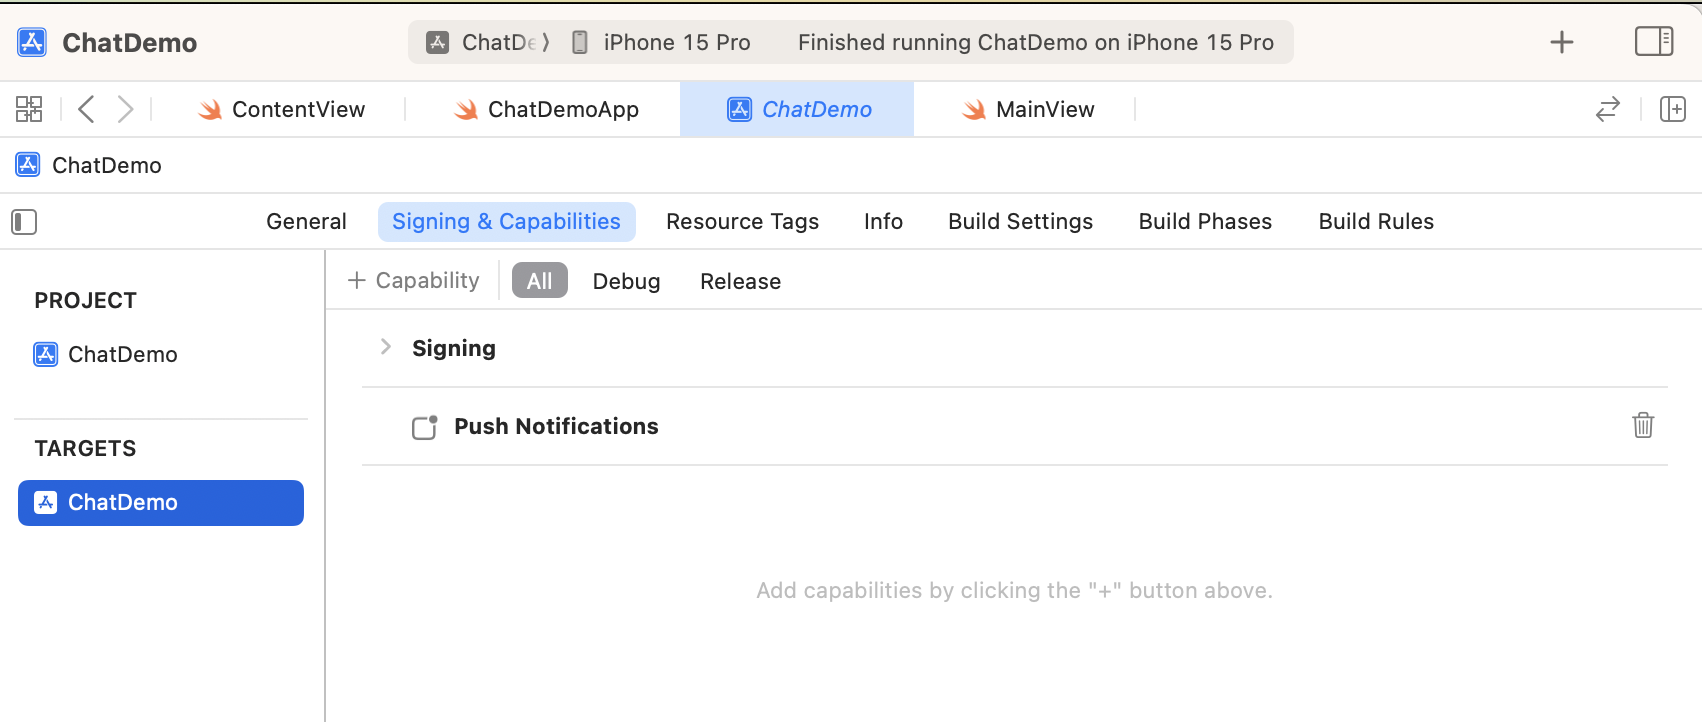 ChatDemo
ChatDe iPhone 15 Pro Finished running ChatDemo on iPhone 15 Pro
ContentView ChatDemoApp ChatDemo MainView
ChatDemo
General Signing & Capabilities Resource Tags Info Build Settings Build Phases Build Rules
+ Capability All Debug Release
PROJECT
ChatDemo
TARGETS
ChatDemo
Signing
Push Notifications
Add capabilities by clicking the "+" button above.